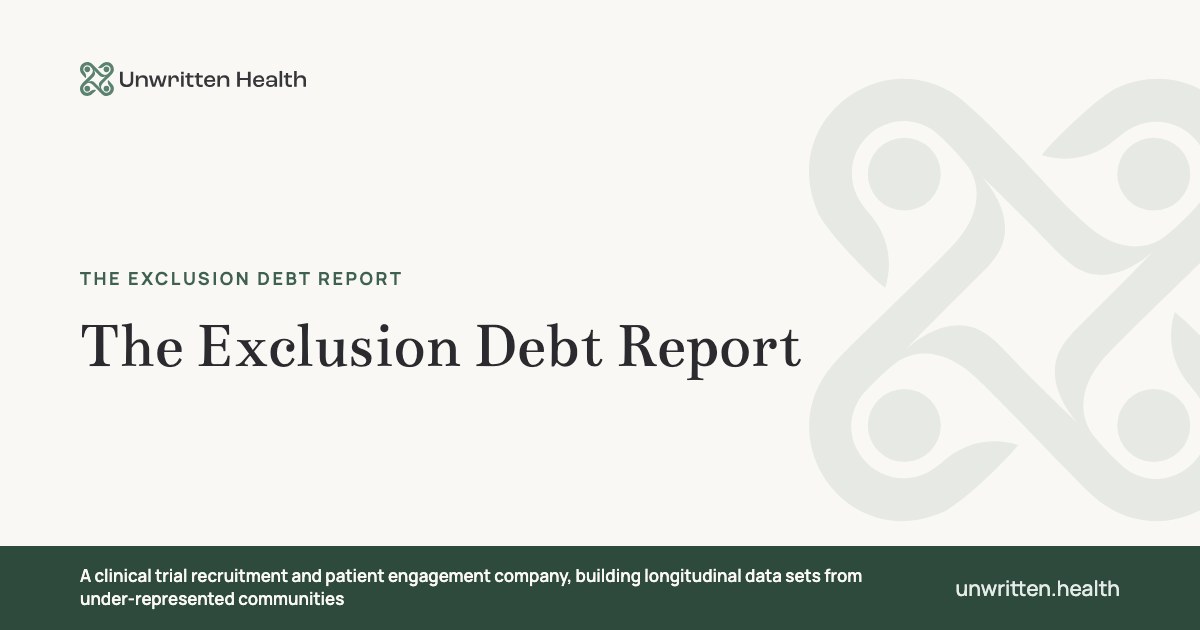 Unwritten Health
THE EXCLUSION DEBT REPORT
The Exclusion Debt Report
A clinical trial recruitment and patient engagement company, building longitudinal data sets from
under-represented communities
unwritten.health